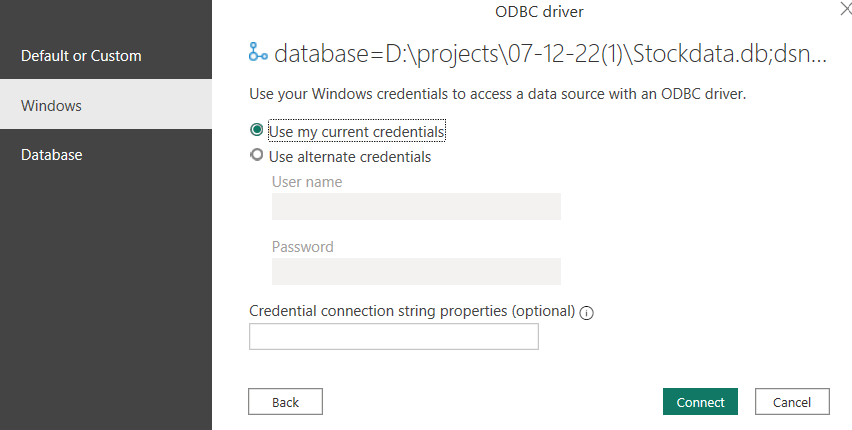 ODBC driver
Default or Custom
Windows
Database
database=D:\projects\07-12-22(1)\Stockdata.db;dsn...
Use your Windows credentials to access a data source with an ODBC driver.
Use my current credentials
Use alternate credentials
User name
Password
Credential connection string properties (optional)
Back
Connect
Cancel